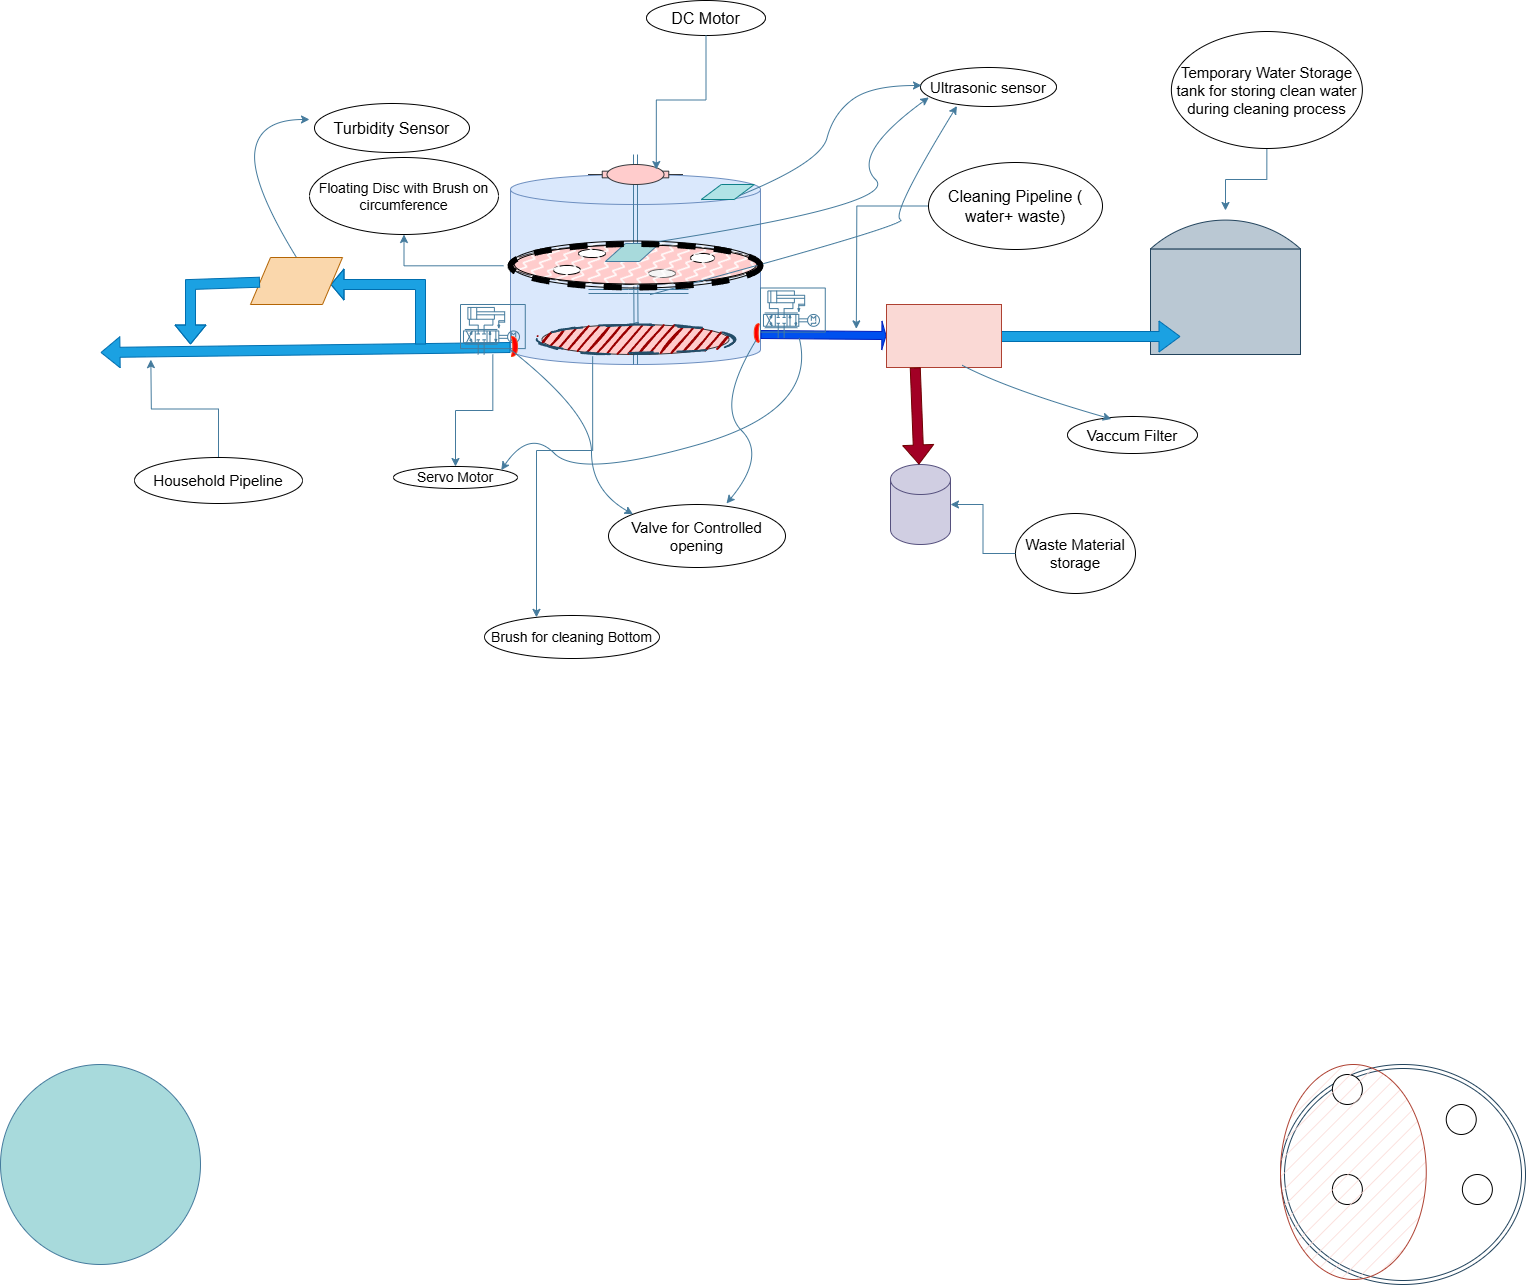 DC Motor
Ultrasonic sensor
Temporary Water Storage
tank for storing clean water
during cleaning process
Turbidity Sensor
Floating Disc with Brush on
circumference
Cleaning Pipeline (
water+ waste)
Vaccum Filter
Household Pipeline
Servo Motor
Valve for Controlled
opening
Waste Material
storage
Brush for cleaning Bottom